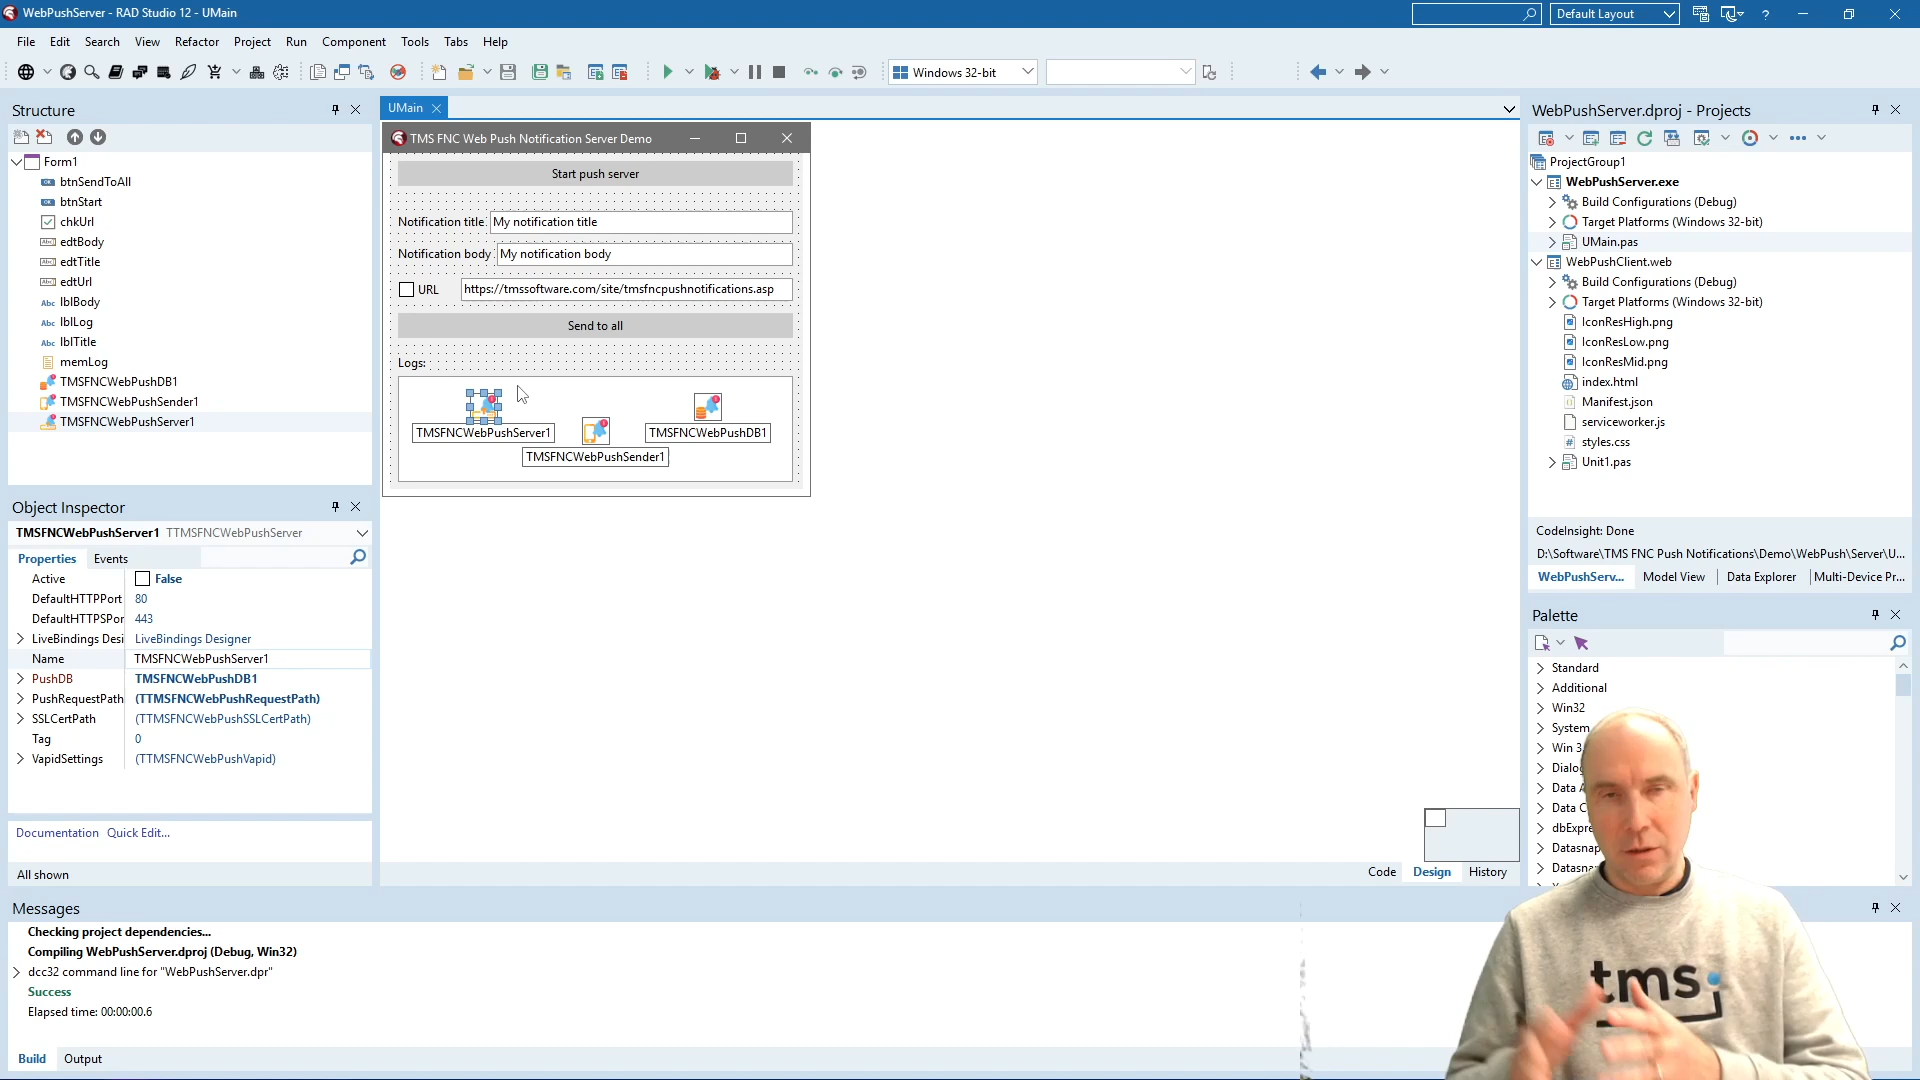 WebPushServer - RAD Studio 12 - UMain
Default Layout
?
File Edit Search View Refactor Project Run Component Tools Tabs Help
Windows 32-bit
Structure
Form1
btnSendToAll
btnStart
chkUrl
edtBody
edtTitle
edtUrl
lblBody
lblLog
lblTitle
memLog
TMSFNCWebPushDB1
TMSFNCWebPushSender1
TMSFNCWebPushServer1
Object Inspector
TMSFNCWebPushServer1 TTMSFNCWebPushServer
Properties Events
Active False
DefaultHTTPPort 80
DefaultHTTPSPor 443
LiveBindings Desi LiveBindings Designer
Name TMSFNCWebPushServer1
PushDB TMSFNCWebPushDB1
PushRequestPath (TTMSFNCWebPushRequestPath)
SSLCertPath (TTMSFNCWebPushSSLCertPath)
Tag 0
VapidSettings (TTMSFNCWebPushVapid)
Documentation Quick Edit...
All shown
UMain
TMS FNC Web Push Notification Server Demo
Start push server
Notification title: My notification title
Notification body My notification body
URL https://tmssoftware.com/site/tmsfncpushnotifications.asp
Send to all
Logs:
TMSFNCWebPushServer1
TMSFNCWebPushDB1
TMSFNCWebPushSender1
Code Design History
WebPushServer.dproj - Projects
ProjectGroup1
WebPushServer.exe
Build Configurations (Debug)
Target Platforms (Windows 32-bit)
UMain.pas
WebPushClient.web
Build Configurations (Debug)
Target Platforms (Windows 32-bit)
IconResHigh.png
IconResLow.png
IconResMid.png
index.html
Manifest.json
serviceworker.js
styles.css
Unit1.pas
CodeInsight: Done
D:\Software\TMS FNC Push Notifications\Demo\WebPush\Server\U...
WebPushServ... Model View Data Explorer Multi-Device Pr...
Palette
Standard
Additional
Win32
System
Win 3
Dialo
Data A
Data C
dbExpre
Datasnap
Datasna
Messages
Checking project dependencies...
Compiling WebPushServer.dproj (Debug, Win32)
dcc32 command line for "WebPushServer.dpr"
Success
Elapsed time: 00:00:00.6
Build Output
tms